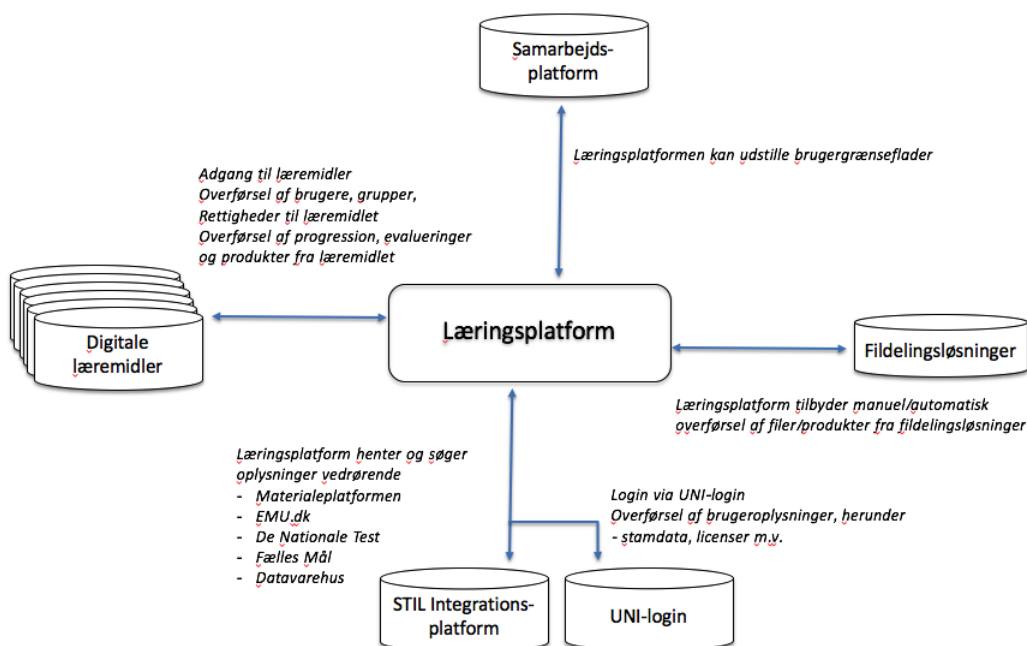 Samarbejds-
platform
Læringsplatformen kan udstille brugergrænseflader
Adgang til læremidler
Overførsel af brugere, grupper,
Rettigheder til læremidlet
Overførsel af progression, evalueringer
og produkter fra læremidlet
Digitale
læremidler
Læringsplatform
Fildelingsløsninger
Læringsplatform tilbyder manuel/automatisk
overførsel af filer/produkter fra fildelingsløsninger
Læringsplatform henter og søger
oplysninger vedrørende
- Materialeplatformen
- EMU.dk
- De Nationale Test
- Fælles Mål
- Datavarehus
Login via UNI-login
Overførsel af brugeroplysninger, herunder
- stamdata, licenser m.v.
STIL Integrations-
platform
UNI-login